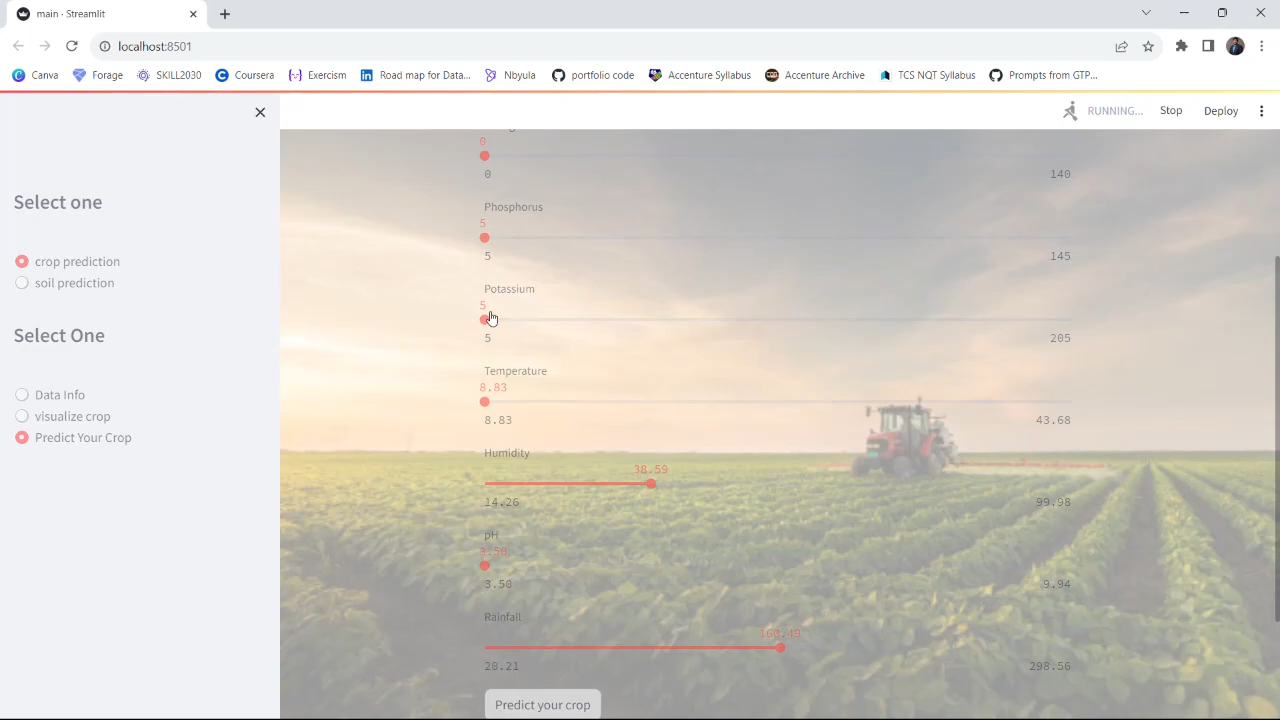 main · Streamlit
localhost:8501
Canva Forage SKILL2030 Coursera Exercism Road map for Data... Nbyula portfolio code Accenture Syllabus Accenture Archive TCS NQT Syllabus Prompts from GTP...
RUNNING... Stop Deploy
Select one
crop prediction
soil prediction
Select One
Data Info
visualize crop
Predict Your Crop
0
0 140
Phosphorus
5
5 145
Potassium
5
5 205
Temperature
8.83
8.83 43.68
Humidity
38.59
14.26 99.98
pH
3.50
3.50 9.94
Rainfall
160.49
20.21 298.56
Predict your crop